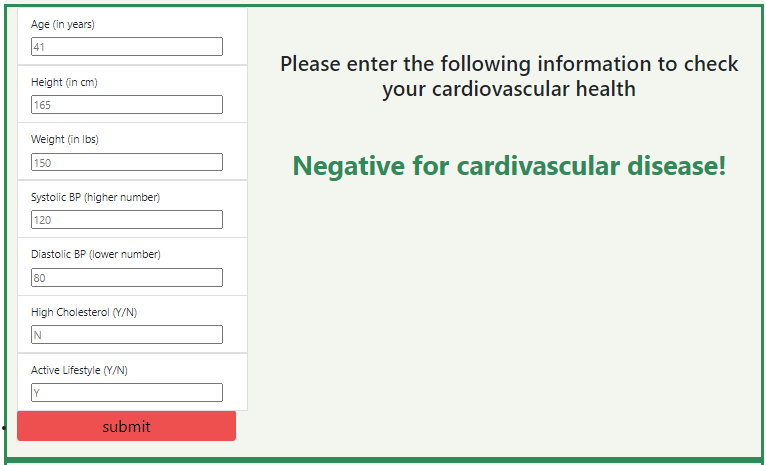 Age (in years)
41
Height (in cm)
165
Weight (in lbs)
150
Systolic BP (higher number)
120
Diastolic BP (lower number)
80
High Cholesterol (Y/N)
N
Active Lifestyle (Y/N)
Y
submit
Please enter the following information to check
your cardiovascular health
Negative for cardivascular disease!